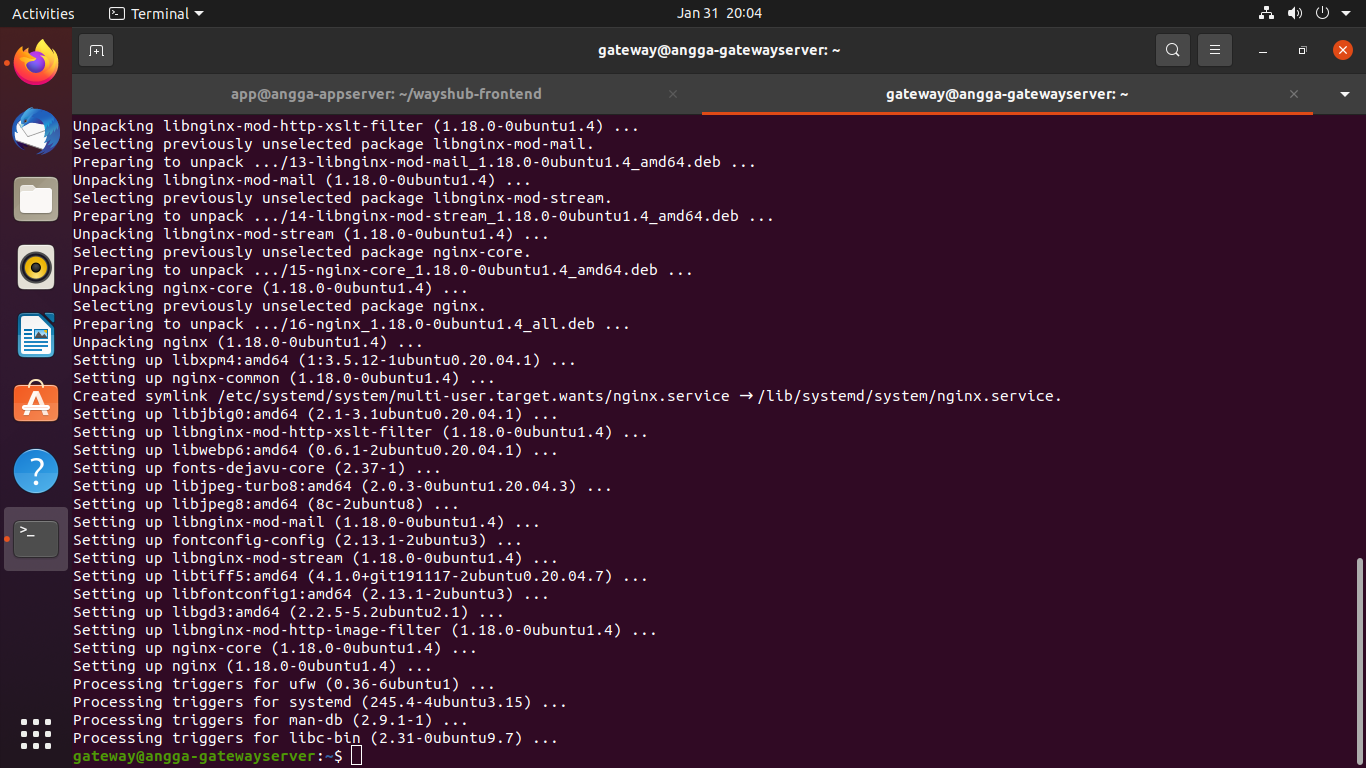 Activities
Terminal
Jan 31 20:04
gateway@angga-gatewayserver: ~
app@angga-appserver: ~/wayshub-frontend
gateway@angga-gatewayserver: ~
Unpacking libnginx-mod-http-xslt-filter (1.18.0-0ubuntu1.4) ...
Selecting previously unselected package libnginx-mod-mail.
Preparing to unpack .../13-libnginx-mod-mail_1.18.0-0ubuntu1.4_amd64.deb ...
Unpacking libnginx-mod-mail (1.18.0-0ubuntu1.4) ...
Selecting previously unselected package libnginx-mod-stream.
Preparing to unpack .../14-libnginx-mod-stream_1.18.0-0ubuntu1.4_amd64.deb ...
Unpacking libnginx-mod-stream (1.18.0-0ubuntu1.4) ...
Selecting previously unselected package nginx-core.
Preparing to unpack .../15-nginx-core_1.18.0-0ubuntu1.4_amd64.deb ...
Unpacking nginx-core (1.18.0-0ubuntu1.4) ...
Selecting previously unselected package nginx.
Preparing to unpack .../16-nginx_1.18.0-0ubuntu1.4_all.deb ...
Unpacking nginx (1.18.0-0ubuntu1.4) ...
Setting up libxpm4:amd64 (1:3.5.12-1ubuntu0.20.04.1) ...
Setting up nginx-common (1.18.0-0ubuntu1.4) ...
Created symlink /etc/systemd/system/multi-user.target.wants/nginx.service → /lib/systemd/system/nginx.service.
Setting up libjbig0:amd64 (2.1-3.1ubuntu0.20.04.1) ...
Setting up libnginx-mod-http-xslt-filter (1.18.0-0ubuntu1.4) ...
Setting up libwebp6:amd64 (0.6.1-2ubuntu0.20.04.1) ...
Setting up fonts-dejavu-core (2.37-1) ...
Setting up libjpeg-turbo8:amd64 (2.0.3-0ubuntu1.20.04.3) ...
Setting up libjpeg8:amd64 (8c-2ubuntu8) ...
Setting up libnginx-mod-mail (1.18.0-0ubuntu1.4) ...
Setting up fontconfig-config (2.13.1-2ubuntu3) ...
Setting up libnginx-mod-stream (1.18.0-0ubuntu1.4) ...
Setting up libtiff5:amd64 (4.1.0+git191117-2ubuntu0.20.04.7) ...
Setting up libfontconfig1:amd64 (2.13.1-2ubuntu3) ...
Setting up libgd3:amd64 (2.2.5-5.2ubuntu2.1) ...
Setting up libnginx-mod-http-image-filter (1.18.0-0ubuntu1.4) ...
Setting up nginx-core (1.18.0-0ubuntu1.4) ...
Setting up nginx (1.18.0-0ubuntu1.4) ...
Processing triggers for ufw (0.36-6ubuntu1) ...
Processing triggers for systemd (245.4-4ubuntu3.15) ...
Processing triggers for man-db (2.9.1-1) ...
Processing triggers for libc-bin (2.31-0ubuntu9.7) ...
gateway@angga-gatewayserver:~$